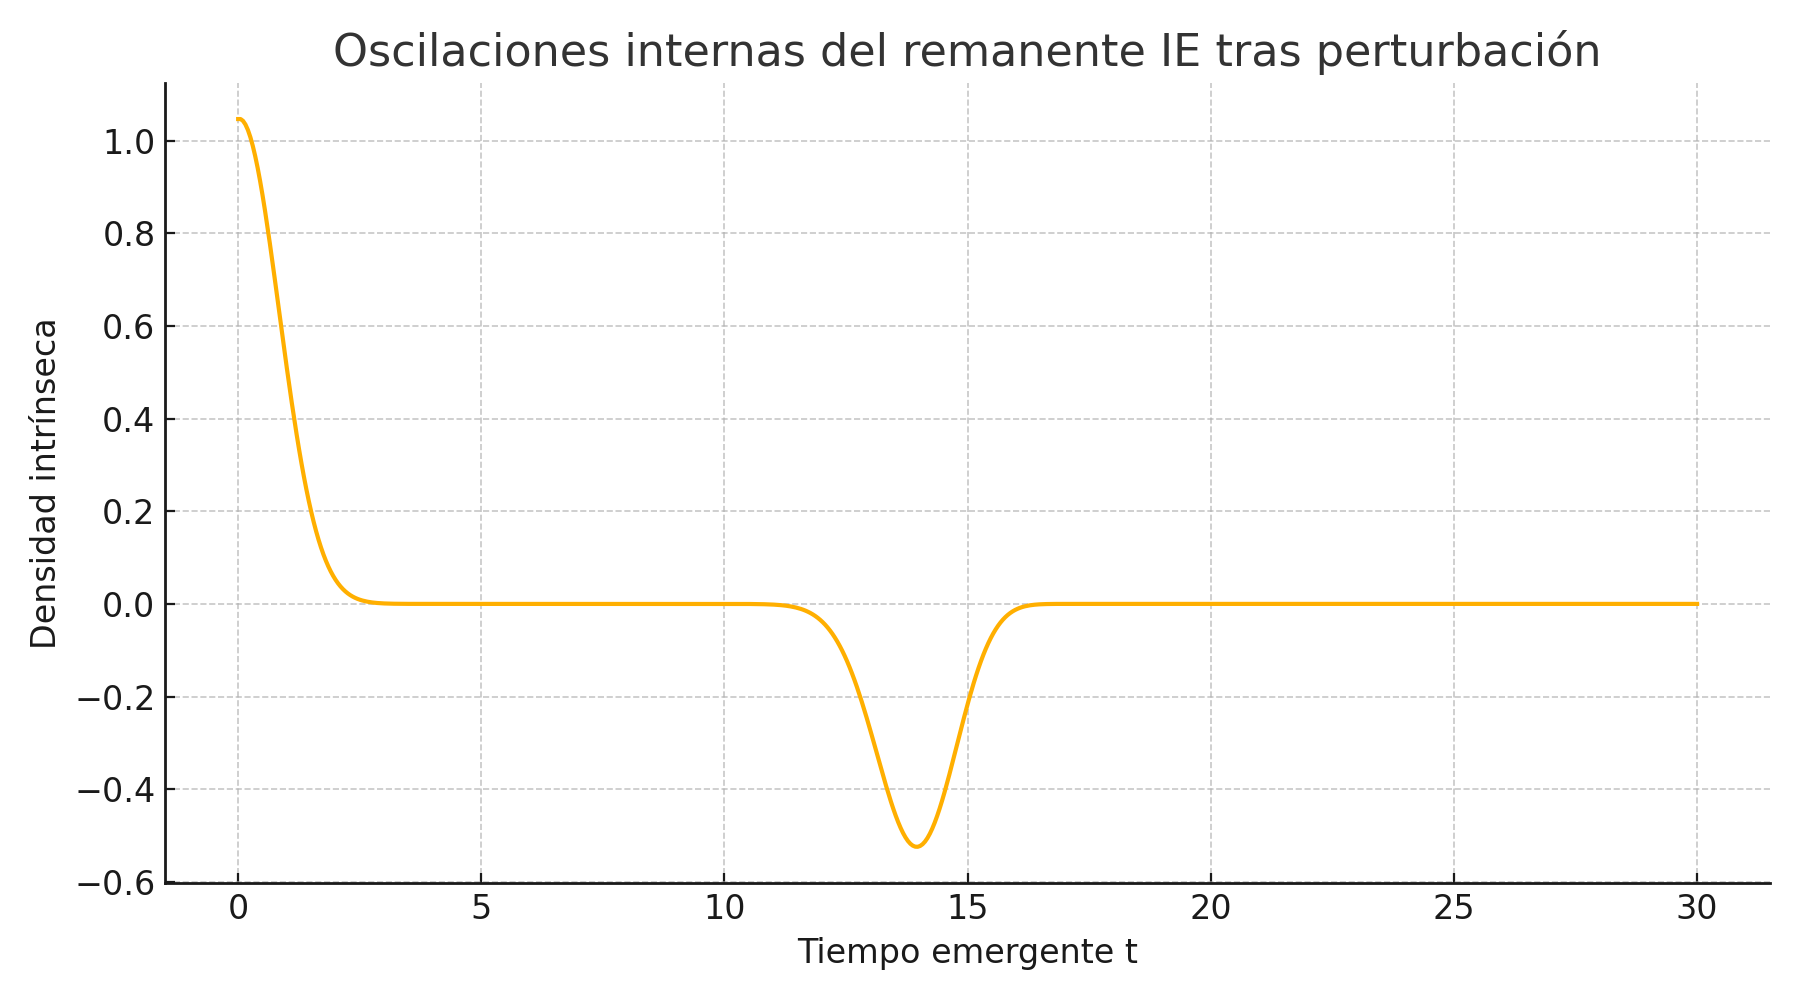 Oscilaciones internas del remanente IE tras perturbación
Densidad intrínseca
1.0
0.8
0.6
0.4
0.2
0.0
−0.2
−0.4
−0.6
0 5 10 15 20 25 30
Tiempo emergente t